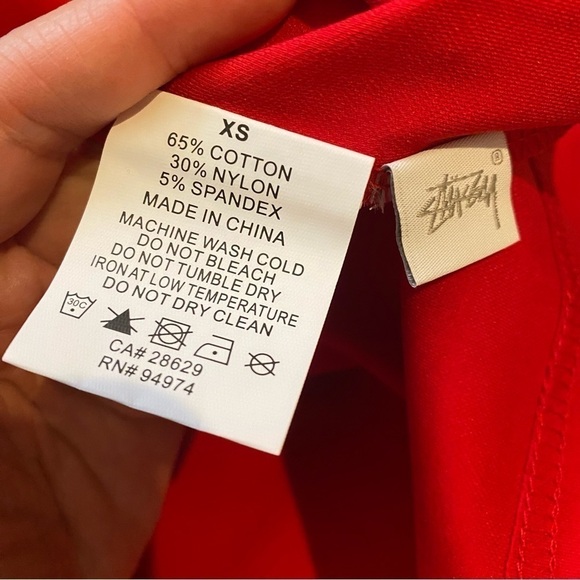 XS
65% COTTON
30% NYLON
5% SPANDEX
MADE IN CHINA
MACHINE WASH COLD
DO NOT BLEACH
DO NOT TUMBLE DRY
IRON AT LOW TEMPERATURE
DO NOT DRY CLEAN
30C
CA# 28629
RN# 94974
STÜSSY®